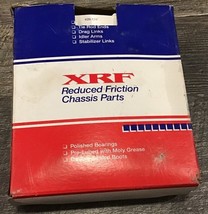 Tie Rod Ends
Drag Links
Idler Arms
Stabilizer Links
XRF
Reduced Friction
Chassis Parts
Polished Bearings
Pre-Lubed with Moly Grease
Boots